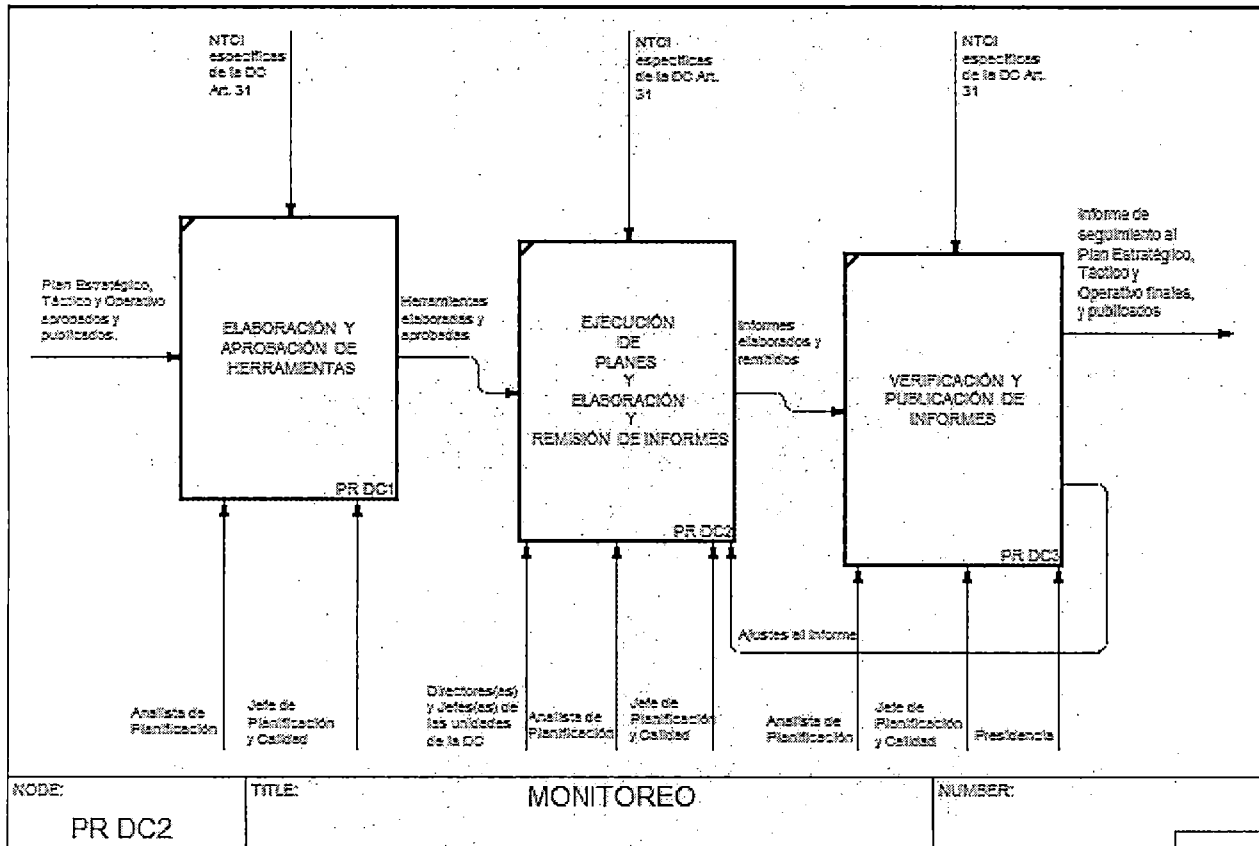 NTCI
específicas
de la DC
Art. 31
NTCI
específicas
de la DC Art.
31
NTCI
específicas
de la DC Art.
31
Plan Estratégico,
Táctico y Operativo
aprobados y
publicados.
ELABORACIÓN Y
APROBACIÓN DE
HERRAMIENTAS
PR DC1
Herramientas
elaboradas y
aprobadas
EJECUCIÓN
DE
PLANES
Y
ELABORACIÓN
Y
REMISIÓN DE INFORMES
PR DC2
Informes
elaborados y
remitidos
VERIFICACIÓN Y
PUBLICACIÓN DE
INFORMES
PR DC3
Informe de
seguimiento al
Plan Estratégico,
Táctico y
Operativo finales,
y publicados
Ajustes al Informe
Analista de
Planificación
Jefe de
Planificación
y Calidad
Directores(as)
y Jefes(as) de
las unidades
de la DC
Analista de
Planificación
Jefe de
Planificación
y Calidad
Analista de
Planificación
Jefe de
Planificación
y Calidad
Presidencia
NODE:
PR DC2
TITLE:
MONITOREO
NUMBER: